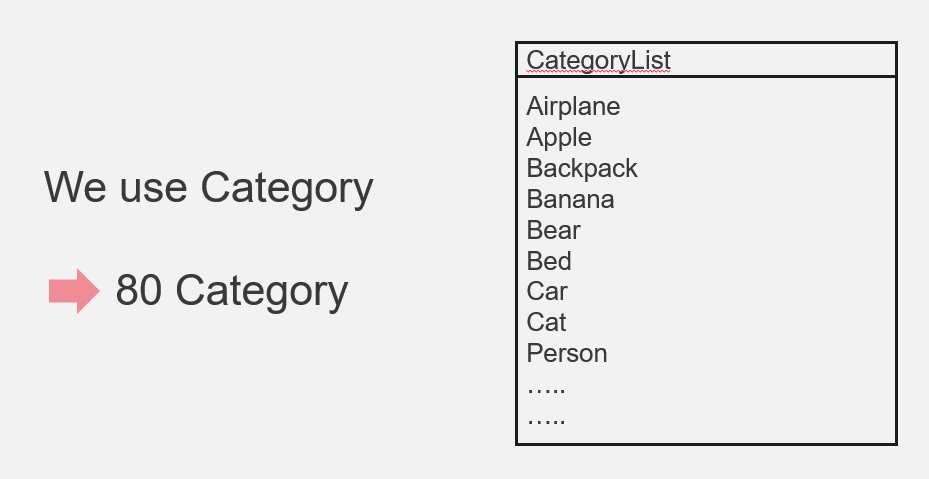 We use Category
80 Category
CategoryList
Airplane
Apple
Backpack
Banana
Bear
Bed
Car
Cat
Person
…..
…..